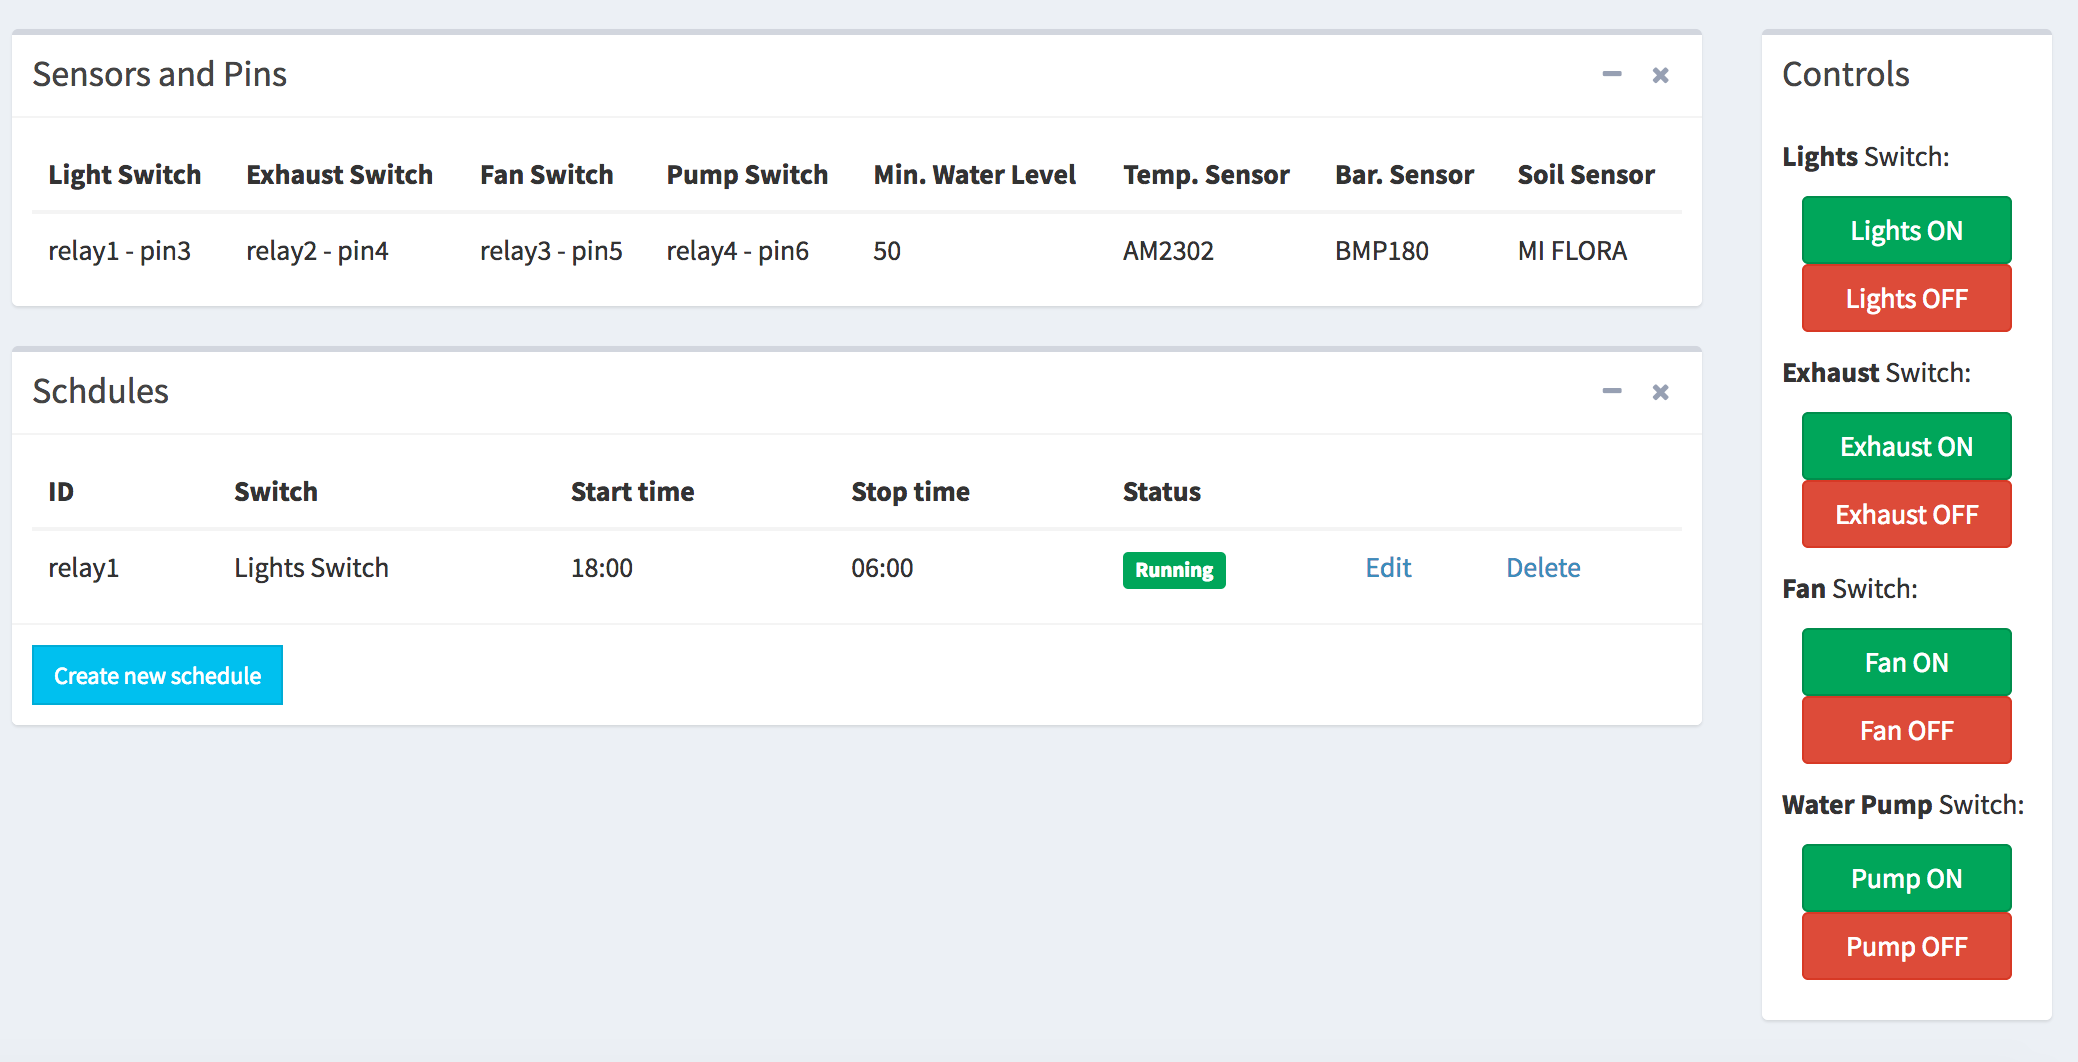 Sensors and Pins
Light Switch Exhaust Switch Fan Switch Pump Switch Min. Water Level Temp. Sensor Bar. Sensor Soil Sensor
relay1 - pin3 relay2 - pin4 relay3 - pin5 relay4 - pin6 50 AM2302 BMP180 MI FLORA
Schdules
ID Switch Start time Stop time Status
relay1 Lights Switch 18:00 06:00 Running Edit Delete
Create new schedule
Controls
Lights Switch:
Lights ON
Lights OFF
Exhaust Switch:
Exhaust ON
Exhaust OFF
Fan Switch:
Fan ON
Fan OFF
Water Pump Switch:
Pump ON
Pump OFF